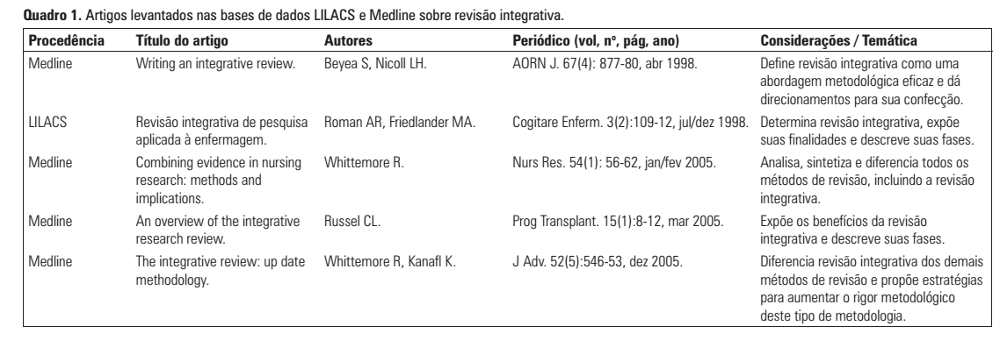 Quadro 1. Artigos levantados nas bases de dados LILACS e Medline sobre revisão integrativa.
Procedência Título do artigo Autores Periódico (vol, nº, pág, ano) Considerações / Temática
Medline Writing an integrative review. Beyea S, Nicoll LH. AORN J. 67(4): 877-80, abr 1998. Define revisão integrativa como uma
abordagem metodológica eficaz e dá
direcionamentos para sua confecção.
LILACS Revisão integrativa de pesquisa Roman AR, Friedlander MA. Cogitare Enferm. 3(2):109-12, jul/dez 1998. Determina revisão integrativa, expõe
aplicada à enfermagem. suas finalidades e descreve suas fases.
Medline Combining evidence in nursing Whittemore R. Nurs Res. 54(1): 56-62, jan/fev 2005. Analisa, sintetiza e diferencia todos os
research: methods and métodos de revisão, incluindo a revisão
implications. integrativa.
Medline An overview of the integrative Russel CL. Prog Transplant. 15(1):8-12, mar 2005. Expõe os benefícios da revisão
research review. integrativa e descreve suas fases.
Medline The integrative review: up date Whittemore R, Kanafl K. J Adv. 52(5):546-53, dez 2005. Diferencia revisão integrativa dos demais
methodology. métodos de revisão e propõe estratégias
para aumentar o rigor metodológico
deste tipo de metodologia.